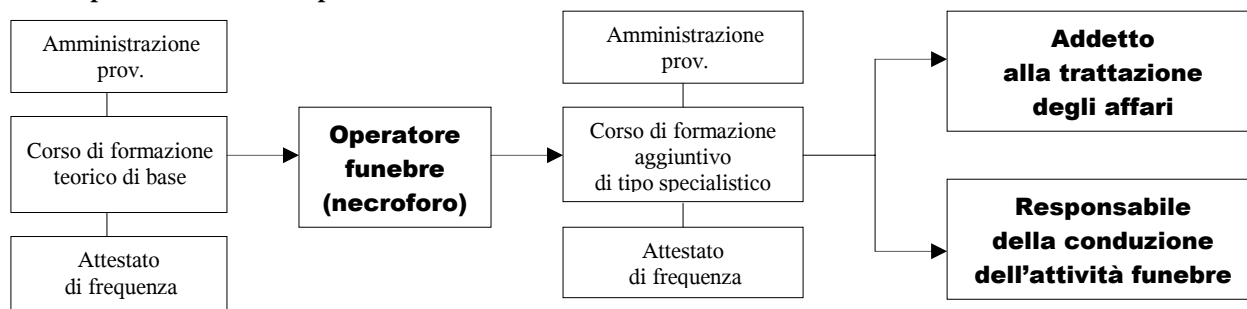 Amministrazione
prov.
Corso di formazione
teorico di base
Attestato
di frequenza
Operatore
funebre
(necroforo)
Amministrazione
prov.
Corso di formazione
aggiuntivo
di tipo specialistico
Attestato
di frequenza
Addetto
alla trattazione
degli affari
Responsabile
della conduzione
dell'attività funebre